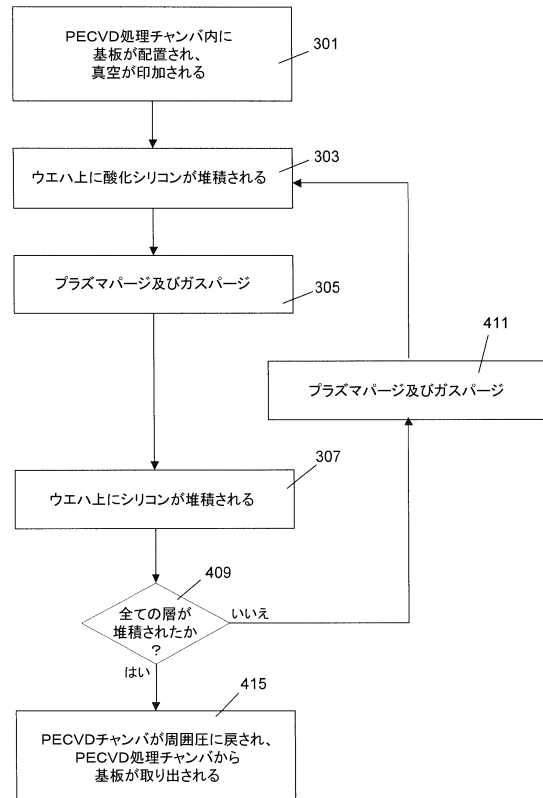 PECVD処理チャンバ内に
基板が配置され、
真空が印加される
301
ウエハ上に酸化シリコンが堆積される
303
プラズマパージ及びガスパージ
305
411
プラズマパージ及びガスパージ
307
ウエハ上にシリコンが堆積される
409
全ての層が
堆積されたか
？
いいえ
はい
415
PECVDチャンバが周囲圧に戻され、
PECVD処理チャンバから
基板が取り出される